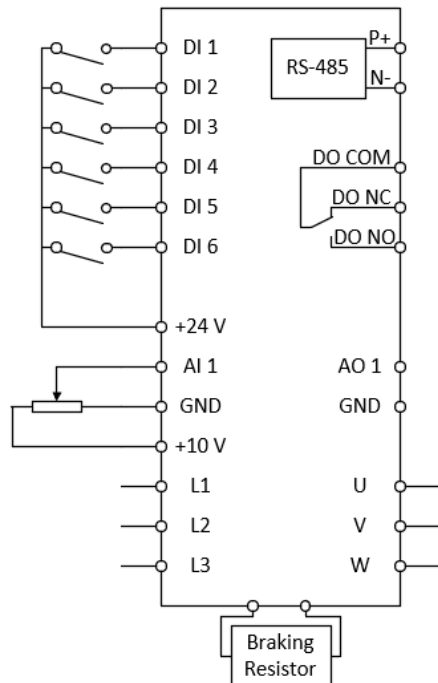 DI 1
DI 2
DI 3
DI 4
DI 5
DI 6
+24 V
AI 1
GND
+10 V
L1
L2
L3
P+
RS-485
N-
DO COM
DO NC
DO NO
AO 1
GND
U
V
W
Braking
Resistor